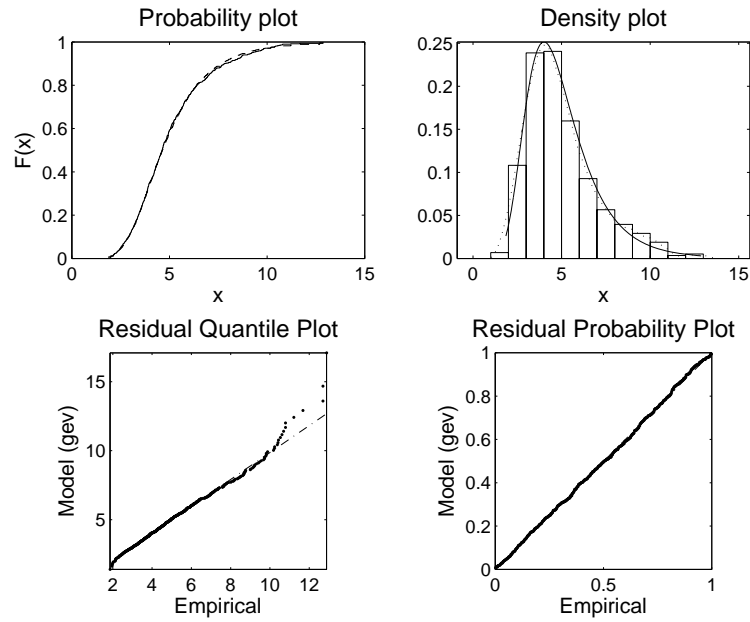 Probability plot
1
0.8
0.6
0.4
0.2
0
F(x)
0 5 10 15
x
Density plot
0.25
0.2
0.15
0.1
0.05
0
0 5 10 15
x
Residual Quantile Plot
15
10
5
Model (gev)
2 4 6 8 10 12
Empirical
Residual Probability Plot
1
0.8
0.6
0.4
0.2
0
Model (gev)
0 0.5 1
Empirical